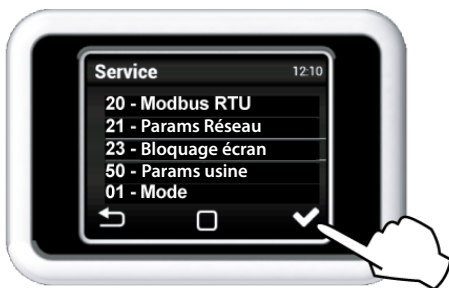 Service 12:10
20 - Modbus RTU
21 - Params Réseau
23 - Bloquage écran
50 - Params usine
01 - Mode